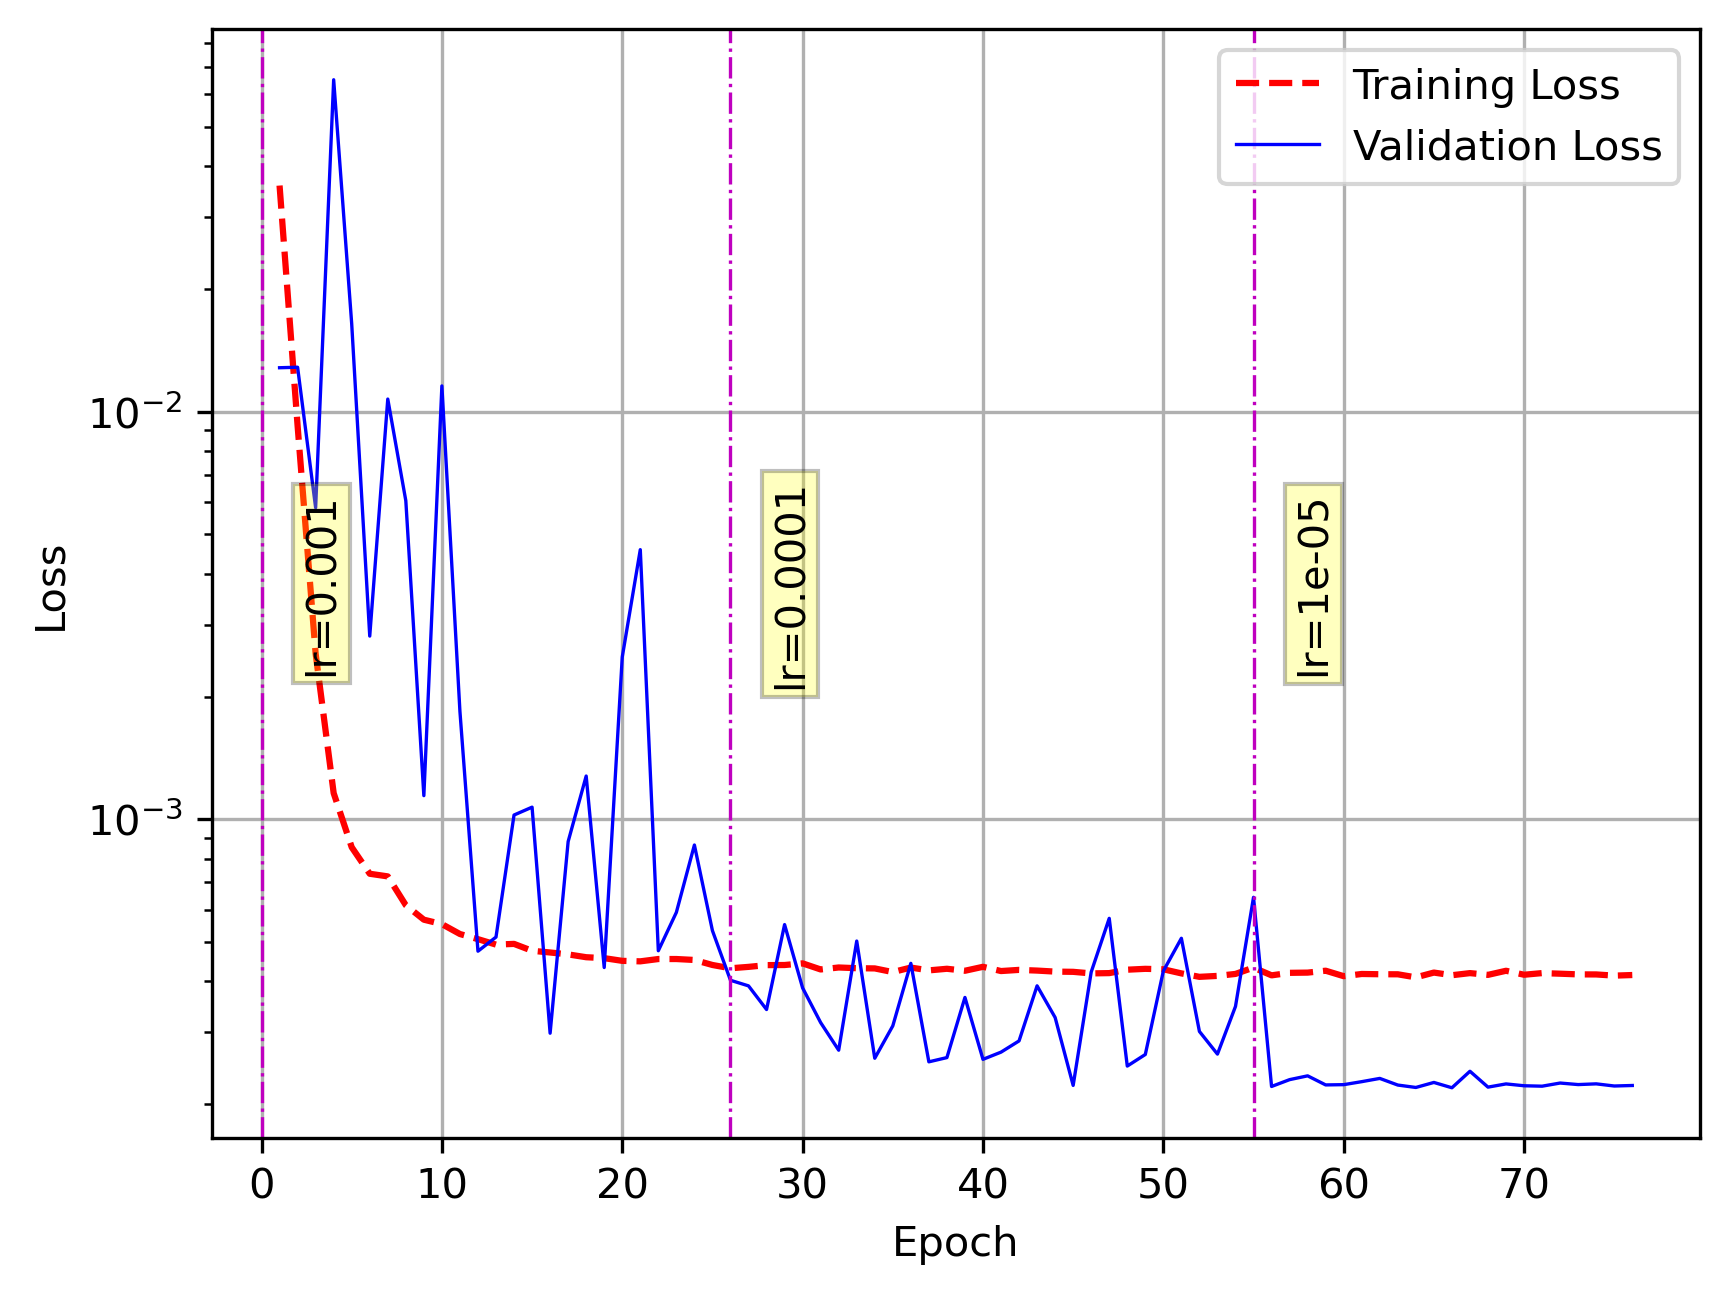 Training Loss
Validation Loss
10⁻²
10⁻³
Loss
lr=0.001
lr=0.0001
lr=1e-05
0 10 20 30 40 50 60 70
Epoch